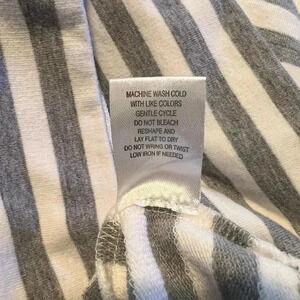 MACHINE WASH COLD
WITH LIKE COLORS
GENTLE CYCLE
DO NOT BLEACH
RESHAPE AND
LAY FLAT TO DRY
DO NOT WRING OR TWIST
LOW IRON IF NEEDED